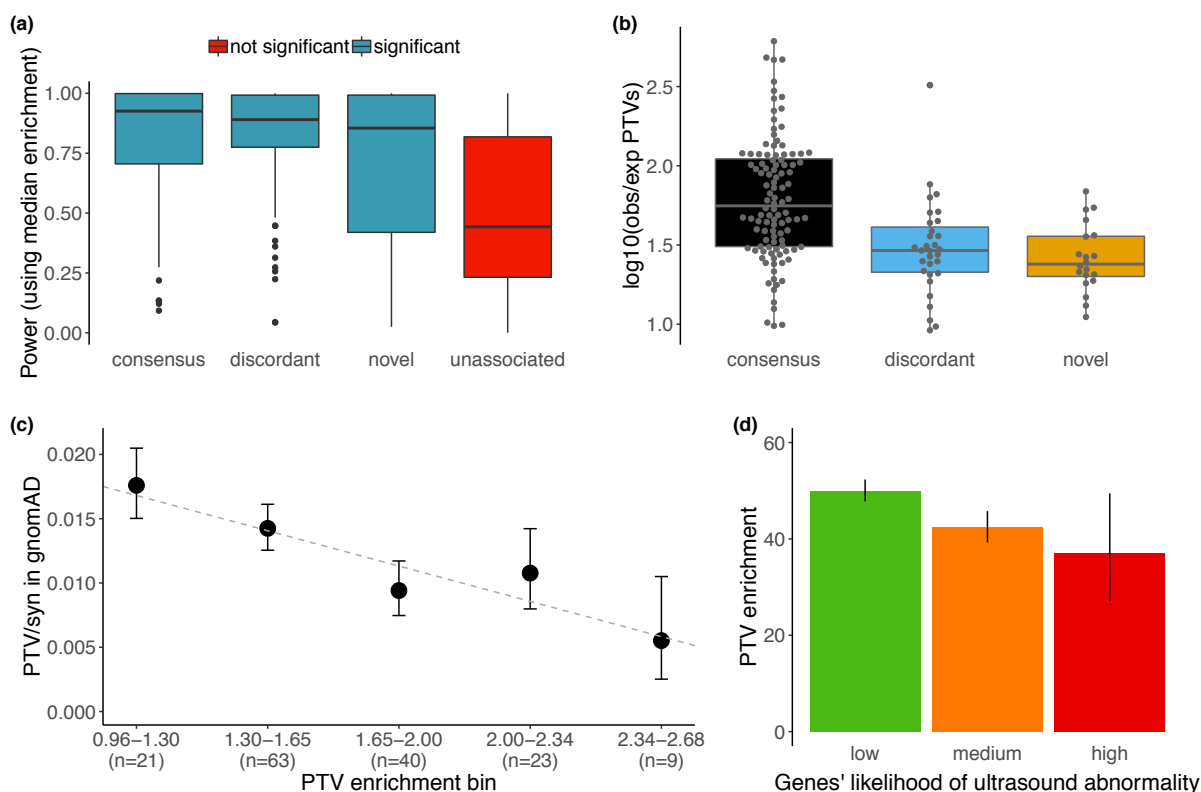 (a)
not significant
significant
Power (using median enrichment)
1.00
0.75
0.50
0.25
0.00
consensus
discordant
novel
unassociated
(b)
log10(obs/exp PTVs)
2.5
2.0
1.5
1.0
consensus
discordant
novel
(c)
PTV/syn in gnomAD
0.020
0.015
0.010
0.005
0.000
0.96−1.30
(n=21)
1.30−1.65
(n=63)
1.65−2.00
(n=40)
2.00−2.34
(n=23)
2.34−2.68
(n=9)
PTV enrichment bin
(d)
PTV enrichment
60
40
20
0
low
medium
high
Genes' likelihood of ultrasound abnormality